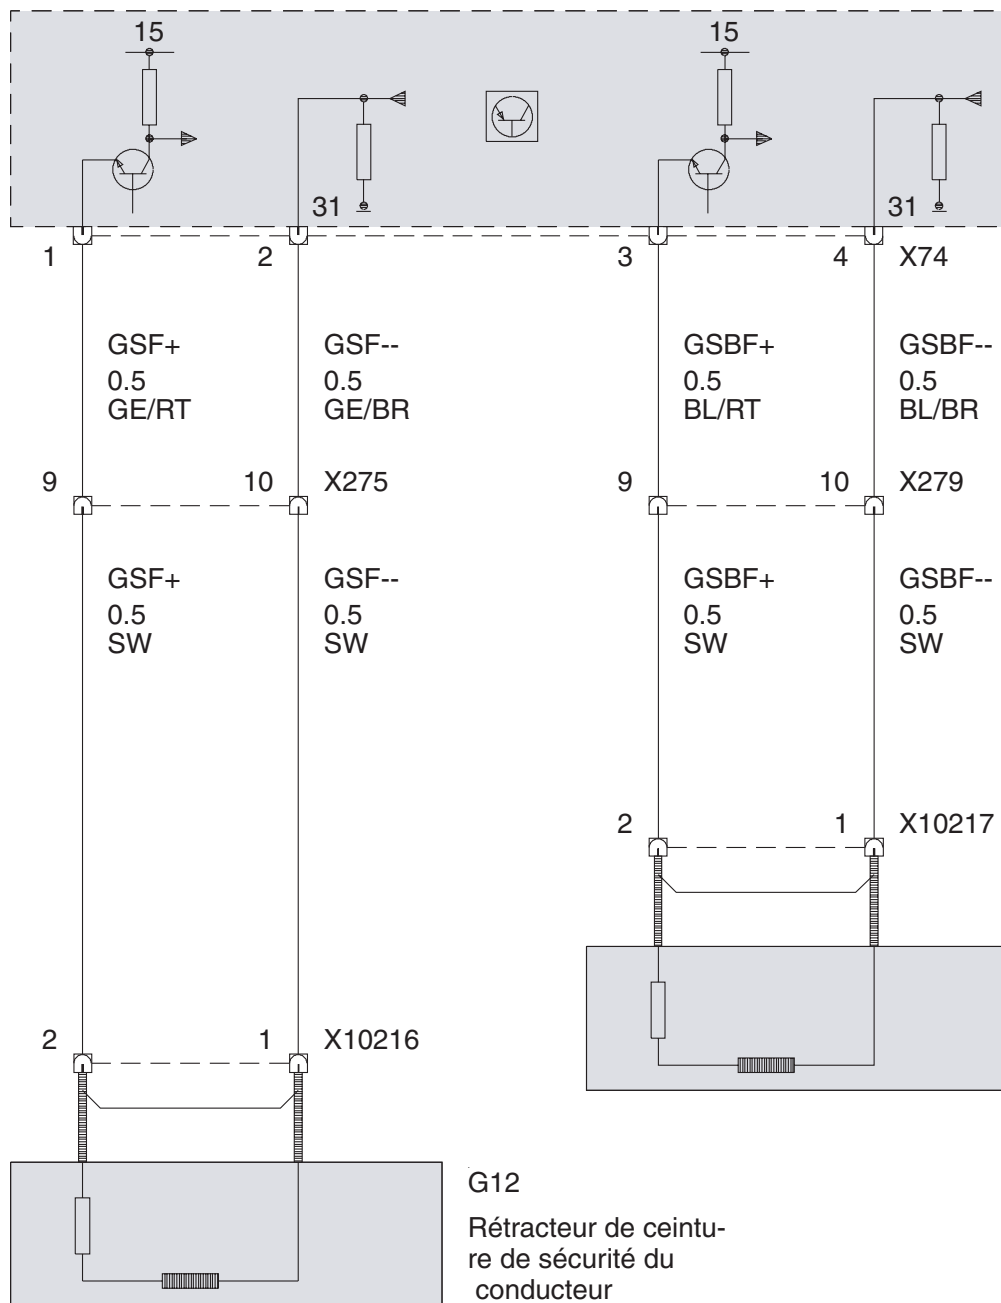 15 15
31 31
1 2 3 4 X74
GSF+ GSF-- GSBF+ GSBF--
0.5 0.5 0.5 0.5
GE/RT GE/BR BL/RT BL/BR
9 10 X275 9 10 X279
GSF+ GSF-- GSBF+ GSBF--
0.5 0.5 0.5 0.5
SW SW SW SW
2 1 X10217
2 1 X10216
G12
Rétracteur de ceintu-
re de sécurité du
conducteur